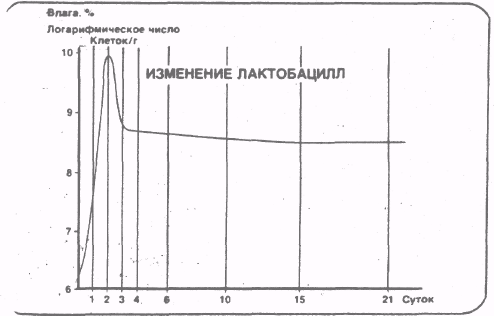 Влага. %
Логарифмическое число
Клеток/г
ИЗМЕНЕНИЕ ЛАКТОБАЦИЛЛ
10
9
8
7
6
1 2 3 4 6 10 15 21 Суток